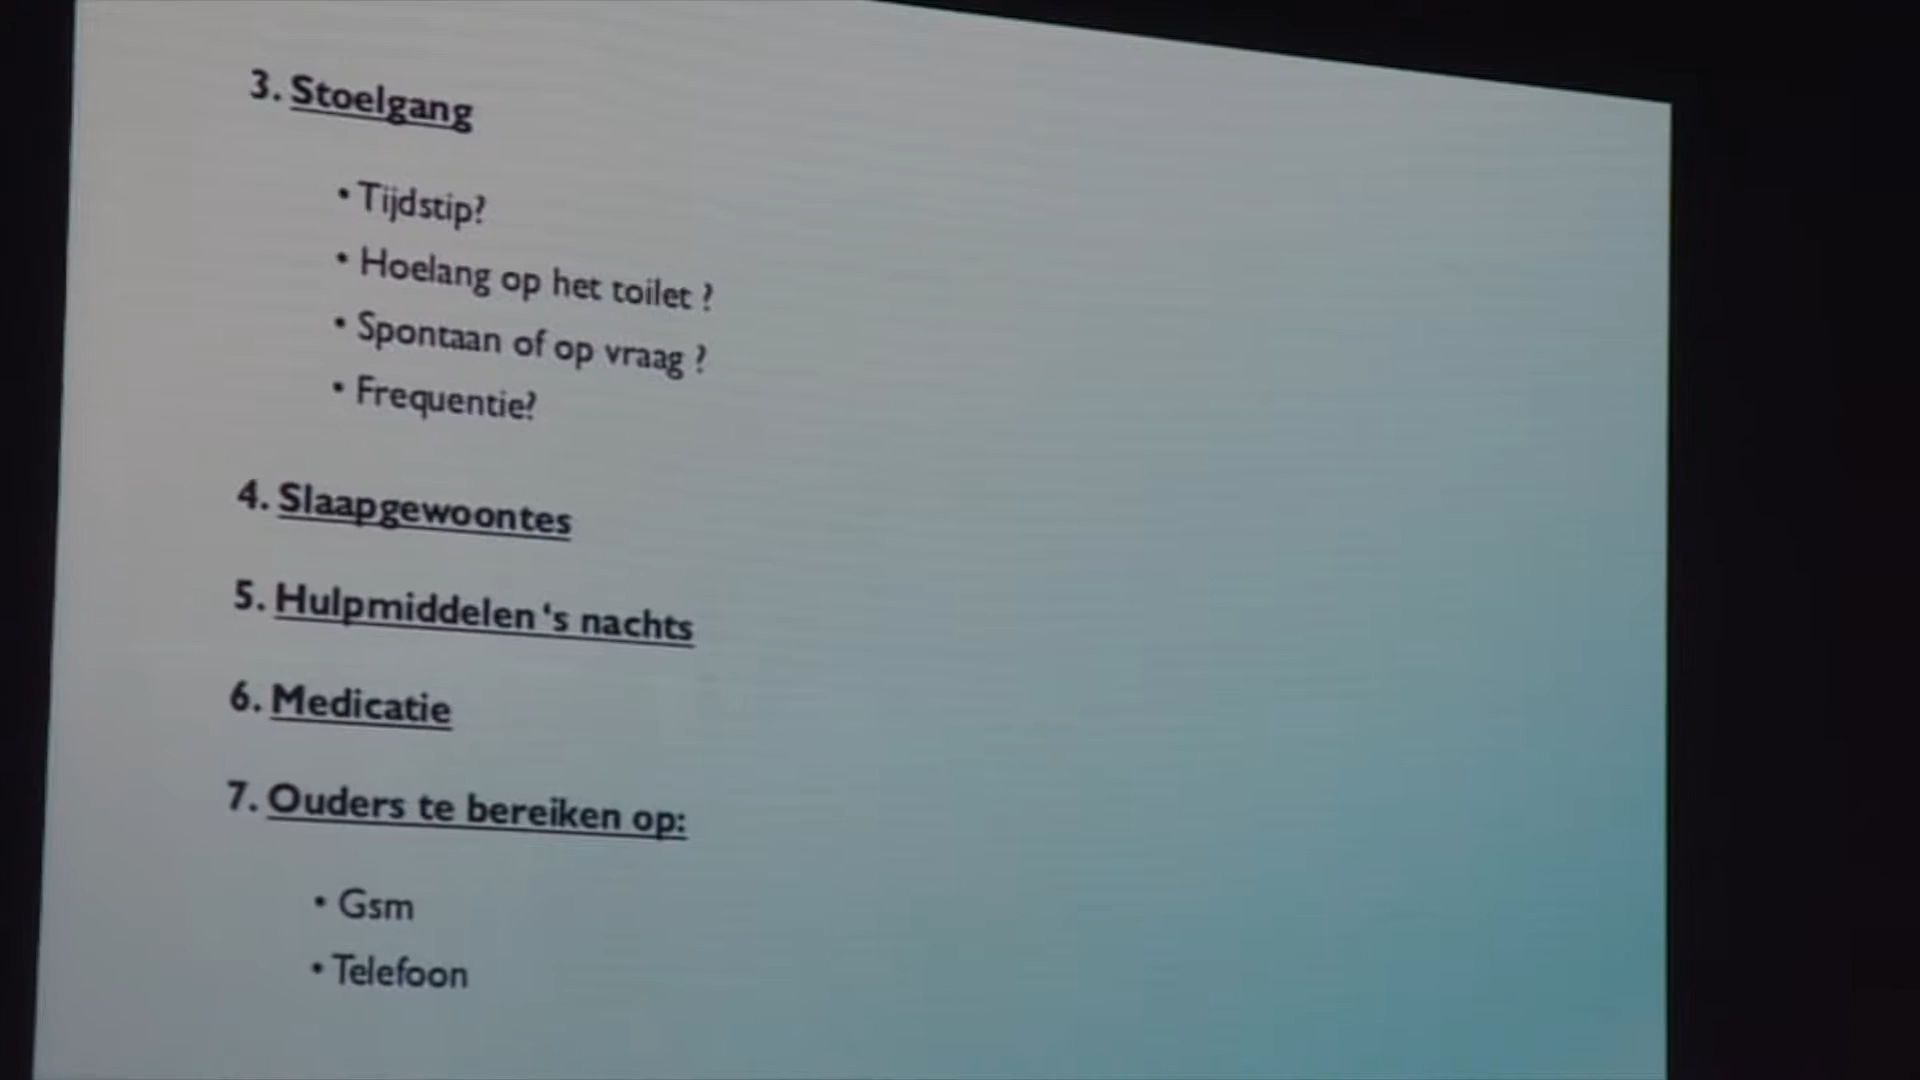 3. Stoelgang
• Tijdstip?
• Hoelang op het toilet ?
• Spontaan of op vraag ?
• Frequentie?
4. Slaapgewoontes
5. Hulpmiddelen 's nachts
6. Medicatie
7. Ouders te bereiken op:
• Gsm
• Telefoon